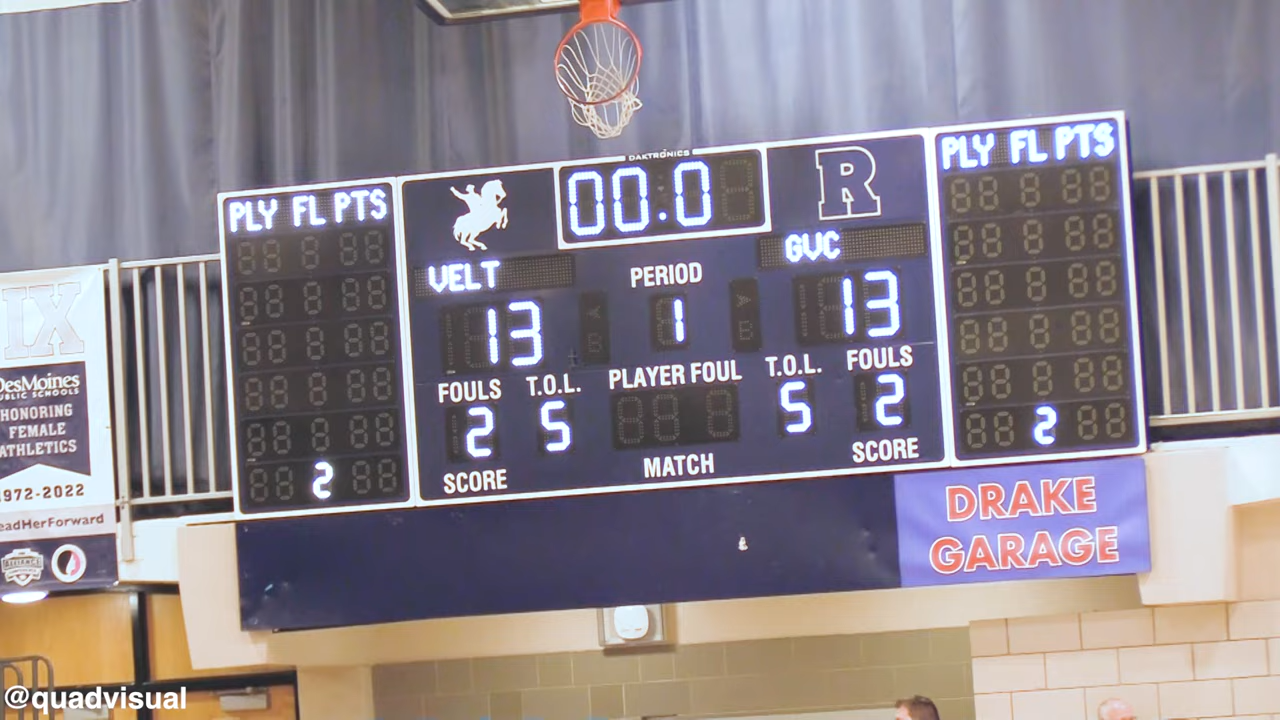 DAKTRONICS
PLY FL PTS
00.0
R
PLY FL PTS
VELT
PERIOD
GVC
13
1
13
FOULS T.O.L. PLAYER FOUL T.O.L. FOULS
2 5 5 2
SCORE MATCH SCORE
2
2
DRAKE
GARAGE
IX
DesMoines
PUBLIC SCHOOLS
HONORING
FEMALE
ATHLETICS
1972-2022
eadHerForward
@quadvisual